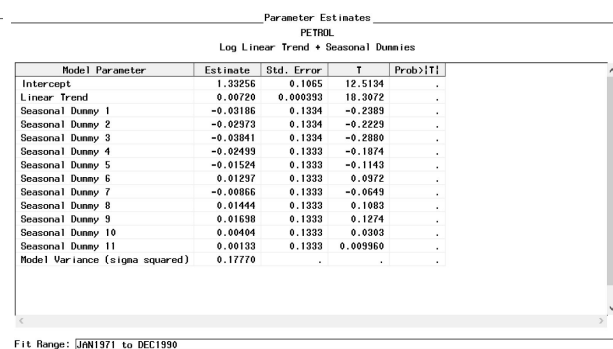 Parameter Estimates
PETROL
Log Linear Trend + Seasonal Dummies
Model Parameter Estimate Std. Error T Prob>|T|
Intercept 1.33256 0.1065 12.5134 .
Linear Trend 0.00720 0.000393 18.3072 .
Seasonal Dummy 1 -0.03186 0.1334 -0.2389 .
Seasonal Dummy 2 -0.02973 0.1334 -0.2229 .
Seasonal Dummy 3 -0.03841 0.1334 -0.2880 .
Seasonal Dummy 4 -0.02499 0.1333 -0.1874 .
Seasonal Dummy 5 -0.01524 0.1333 -0.1143 .
Seasonal Dummy 6 0.01297 0.1333 0.0972 .
Seasonal Dummy 7 -0.00866 0.1333 -0.0649 .
Seasonal Dummy 8 0.01444 0.1333 0.1083 .
Seasonal Dummy 9 0.01698 0.1333 0.1274 .
Seasonal Dummy 10 0.00404 0.1333 0.0303 .
Seasonal Dummy 11 0.00133 0.1333 0.009960 .
Model Variance (sigma squared) 0.17770 . . .
Fit Range: JAN1971 to DEC1990